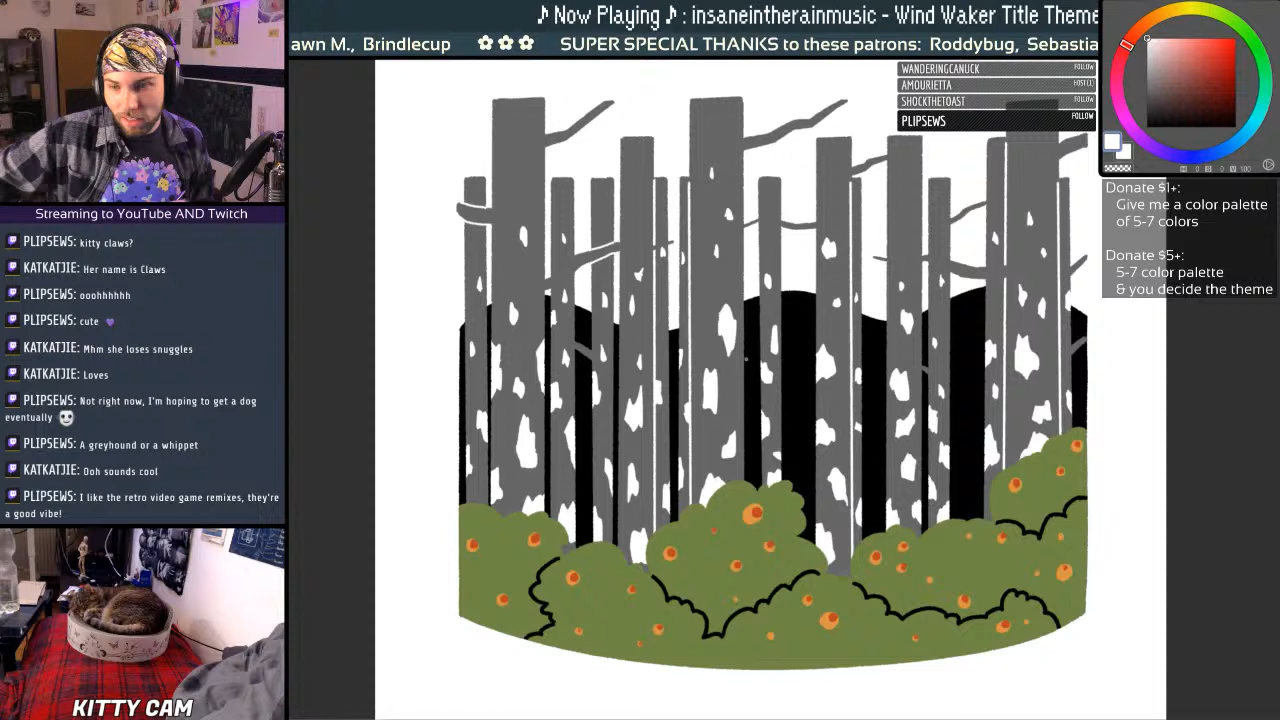 ♪ Now Playing ♪ : insaneintherainmusic - Wind Waker Title Theme
awn M., Brindlecup ✿ ✿ ✿ SUPER SPECIAL THANKS to these patrons: Roddybug, Sebastia
WANDERINGCANUCK FOLLOW
AMOURIETTA HOST(1)
SHOCKTHETOAST FOLLOW
PLIPSEWS FOLLOW
Donate $1+:
Give me a color palette
of 5-7 colors
Donate $5+:
5-7 color palette
& you decide the theme
Streaming to YouTube AND Twitch
PLIPSEWS: kitty claws?
KATKATJIE: Her name is Claws
PLIPSEWS: ooohhhhhh
PLIPSEWS: cute 💜
KATKATJIE: Mhm she loses snuggles
KATKATJIE: Loves
PLIPSEWS: Not right now, I'm hoping to get a dog
eventually
PLIPSEWS: A greyhound or a whippet
KATKATJIE: Ooh sounds cool
PLIPSEWS: I like the retro video game remixes, they're
a good vibe!
KITTY CAM